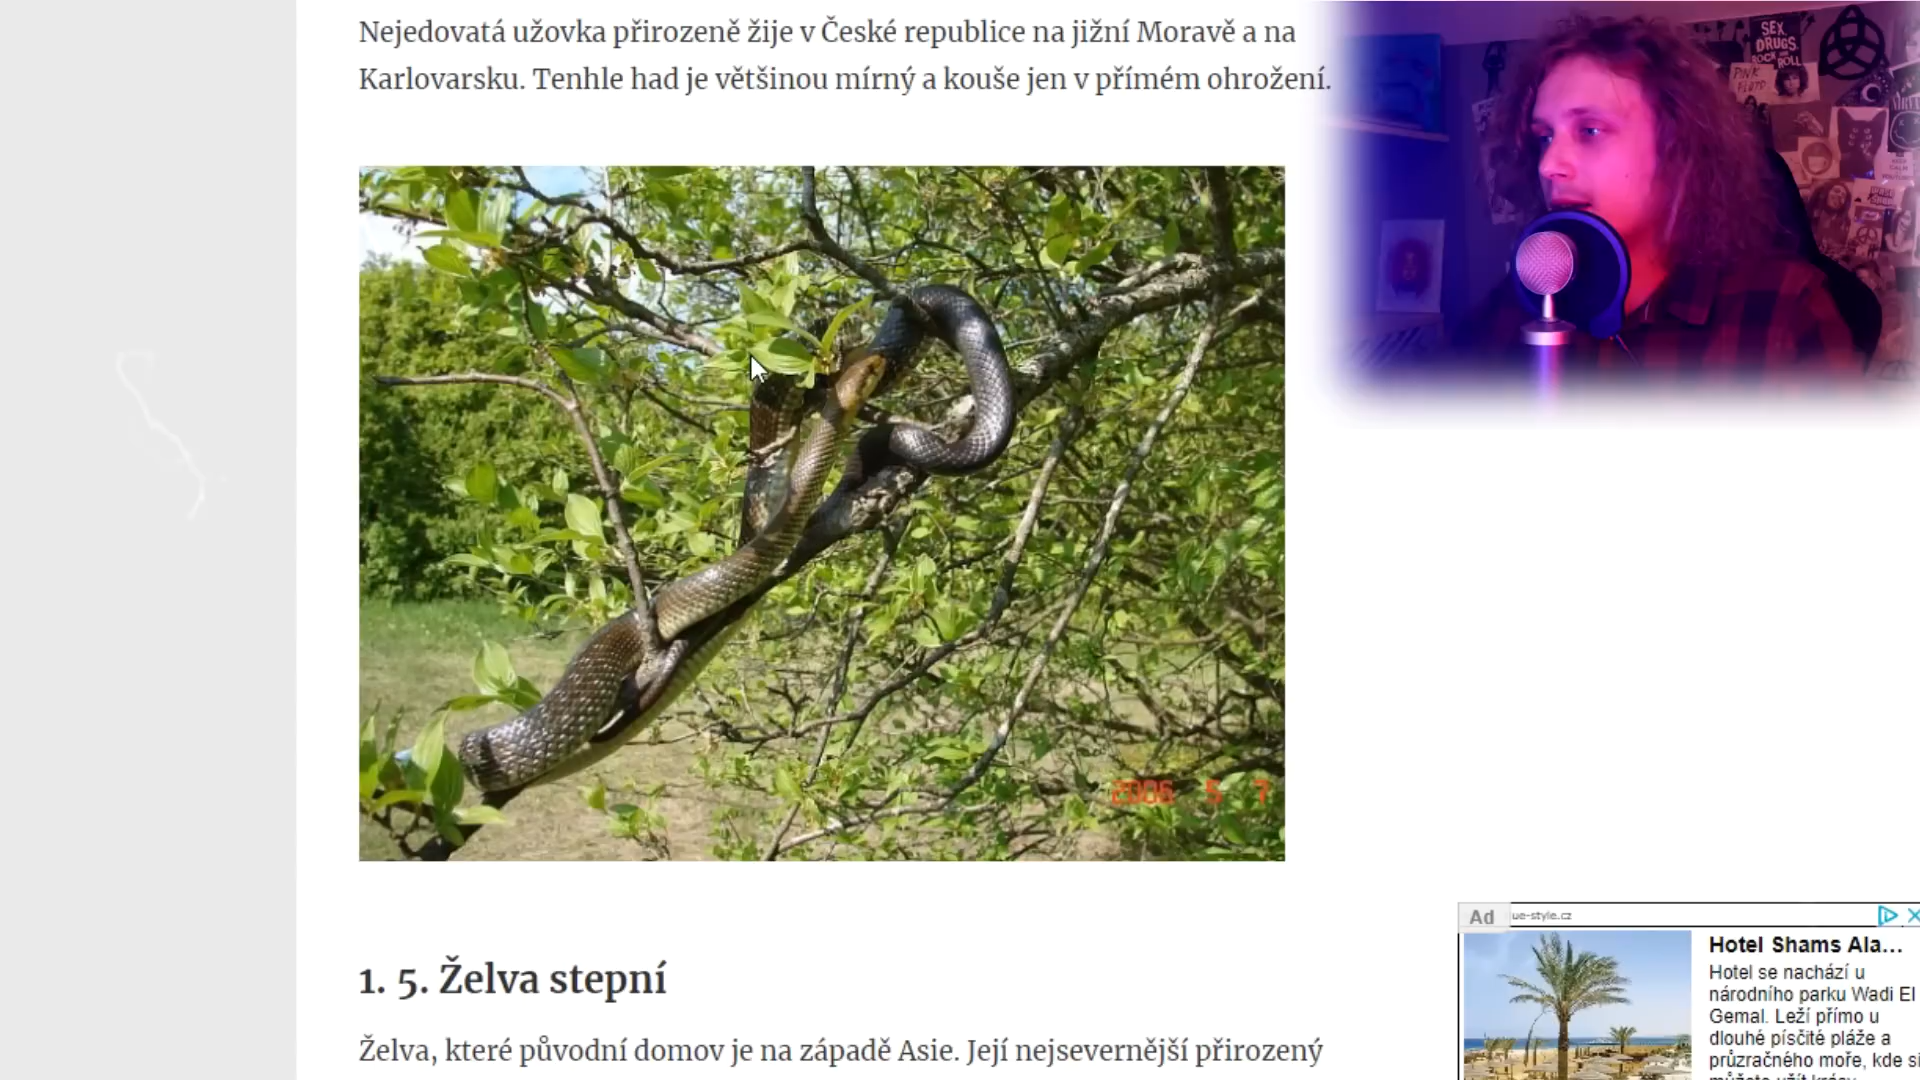 Nejedovatá užovka přirozeně žije v České republice na jižní Moravě a na
Karlovarsku. Tenhle had je většinou mírný a kouše jen v přímém ohrožení.
SEX
DRUGS
ROCK
ROLL
PINK
FLOYD
2006 5 7
1. 5. Želva stepní
Želva, které původní domov je na západě Asie. Její nejsevernější přirozený
Ad
ue-style.cz
Hotel Shams Ala...
Hotel se nachází u
národního parku Wadi El
Gemal. Leží přímo u
dlouhé písčité pláže a
průzračného moře, kde si